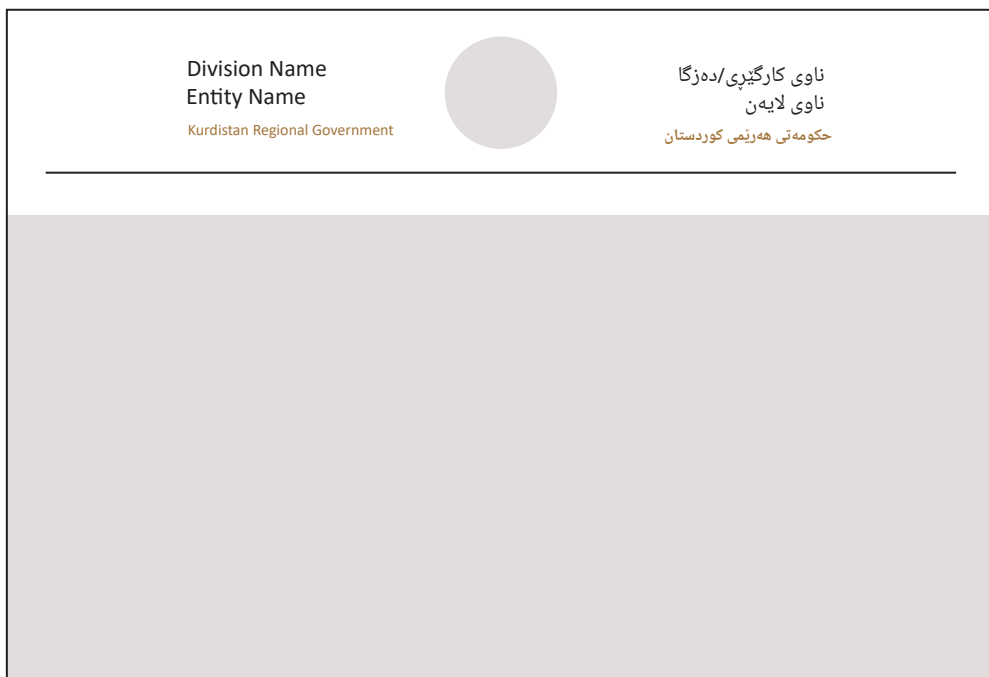 Division Name
Entity Name
Kurdistan Regional Government
ناوی کارگێڕی/دەزگا
ناوی لایەن
حکومەتی هەرێمی کوردستان